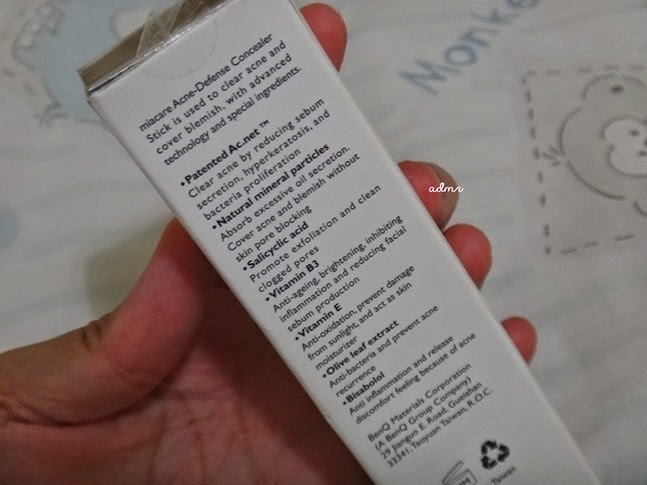 Monke
miacare Acne-Defense Concealer
Stick is used to clear acne and
cover blemish, with advanced
technology and special ingredients.
•Patented Ac.net™
Clear acne by reducing sebum
secretion, hyperkeratosis, and
bacteria proliferation
•Natural mineral particles
Absorb excessive oil secretion.
Cover acne and blemish without
skin pore blocking
•Salicyclic acid
Promote exfoliation and clean
clogged pores
•Vitamin B3
Anti-ageing, brightening, inhibiting
inflammation and reducing facial
sebum production
•Vitamin E
Anti-oxidation, prevent damage
from sunlight, and act as skin
moisturizer
•Olive leaf extract
Anti-bacteria and prevent acne
recurrence
•Bisabolol
Anti inflammation and release
discomfort feeling because of acne
BenQ Materials Corporation
(A BenQ Group Company)
29 Jianguo E. Road, Gueishan
33341, Taoyuan Taiwan, R.O.C.
Taiwan
admr